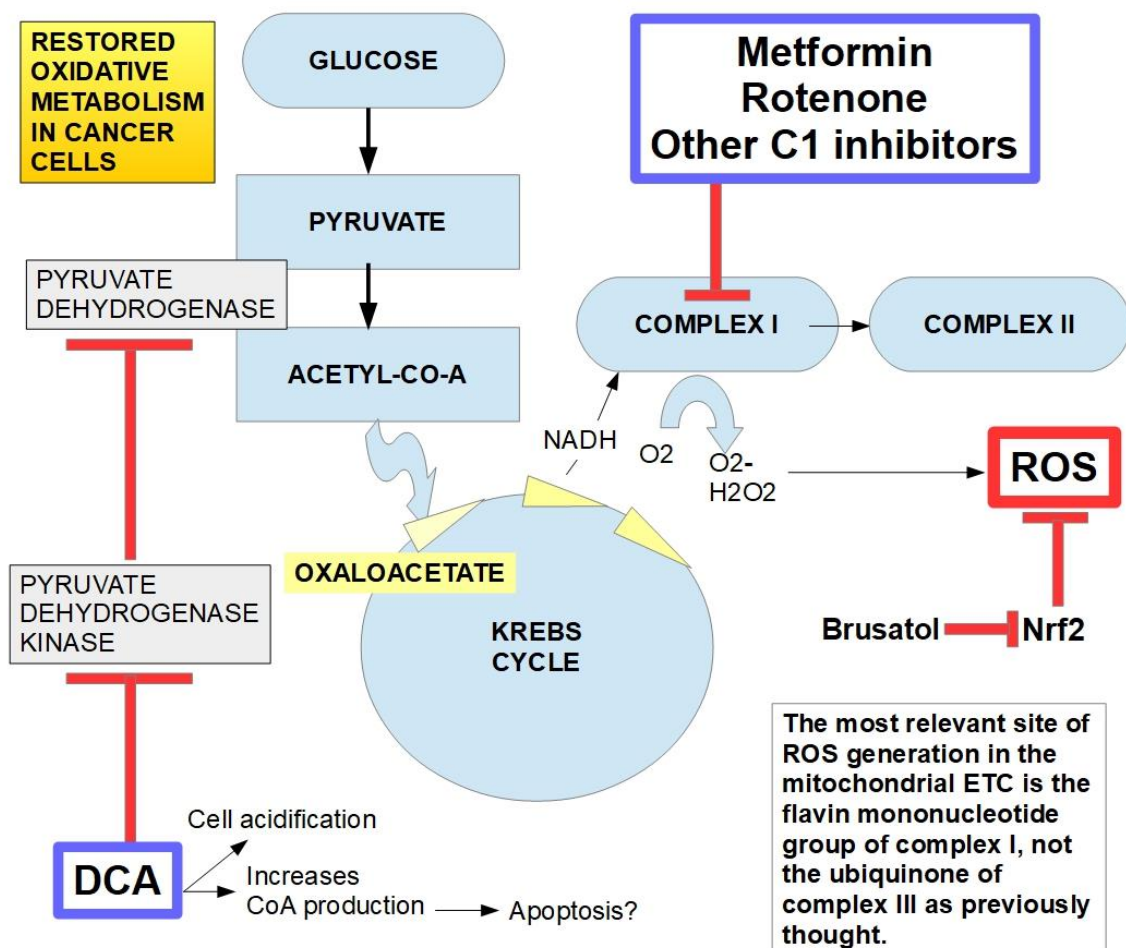 RESTORED
OXIDATIVE
METABOLISM
IN CANCER
CELLS
GLUCOSE
Metformin
Rotenone
Other C1 inhibitors
PYRUVATE
PYRUVATE
DEHYDROGENASE
COMPLEX I
COMPLEX II
ACETYL-CO-A
NADH
O2
O2-
H2O2
ROS
OXALOACETATE
KREBS
CYCLE
PYRUVATE
DEHYDROGENASE
KINASE
Brusatol
Nrf2
The most relevant site of
ROS generation in the
mitochondrial ETC is the
flavin mononucleotide
group of complex I, not
the ubiquinone of
complex III as previously
thought.
Cell acidification
DCA
Increases
CoA production
Apoptosis?